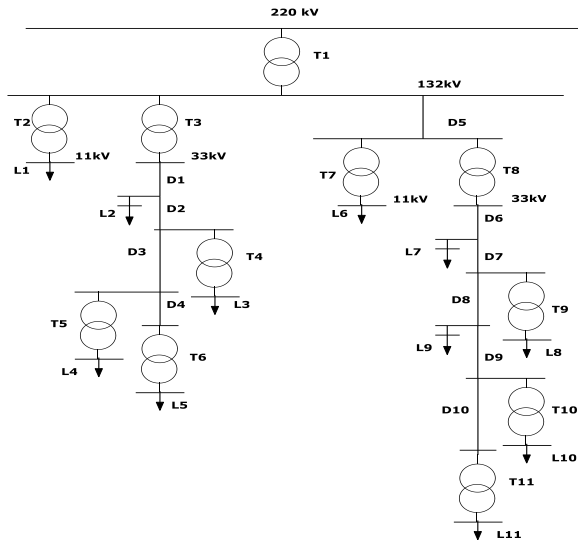 220 kV
T1
132kV
T2 T3 D5
11kV 33kV
L1 T7 T8
D1
L2 D2 L6 11kV 33kV
D6
D3 T4 L7 D7
L3 D8 T9
T5 D4
T6 L9 L8
L4 D9
L5 D10 T10
L10
T11
L11